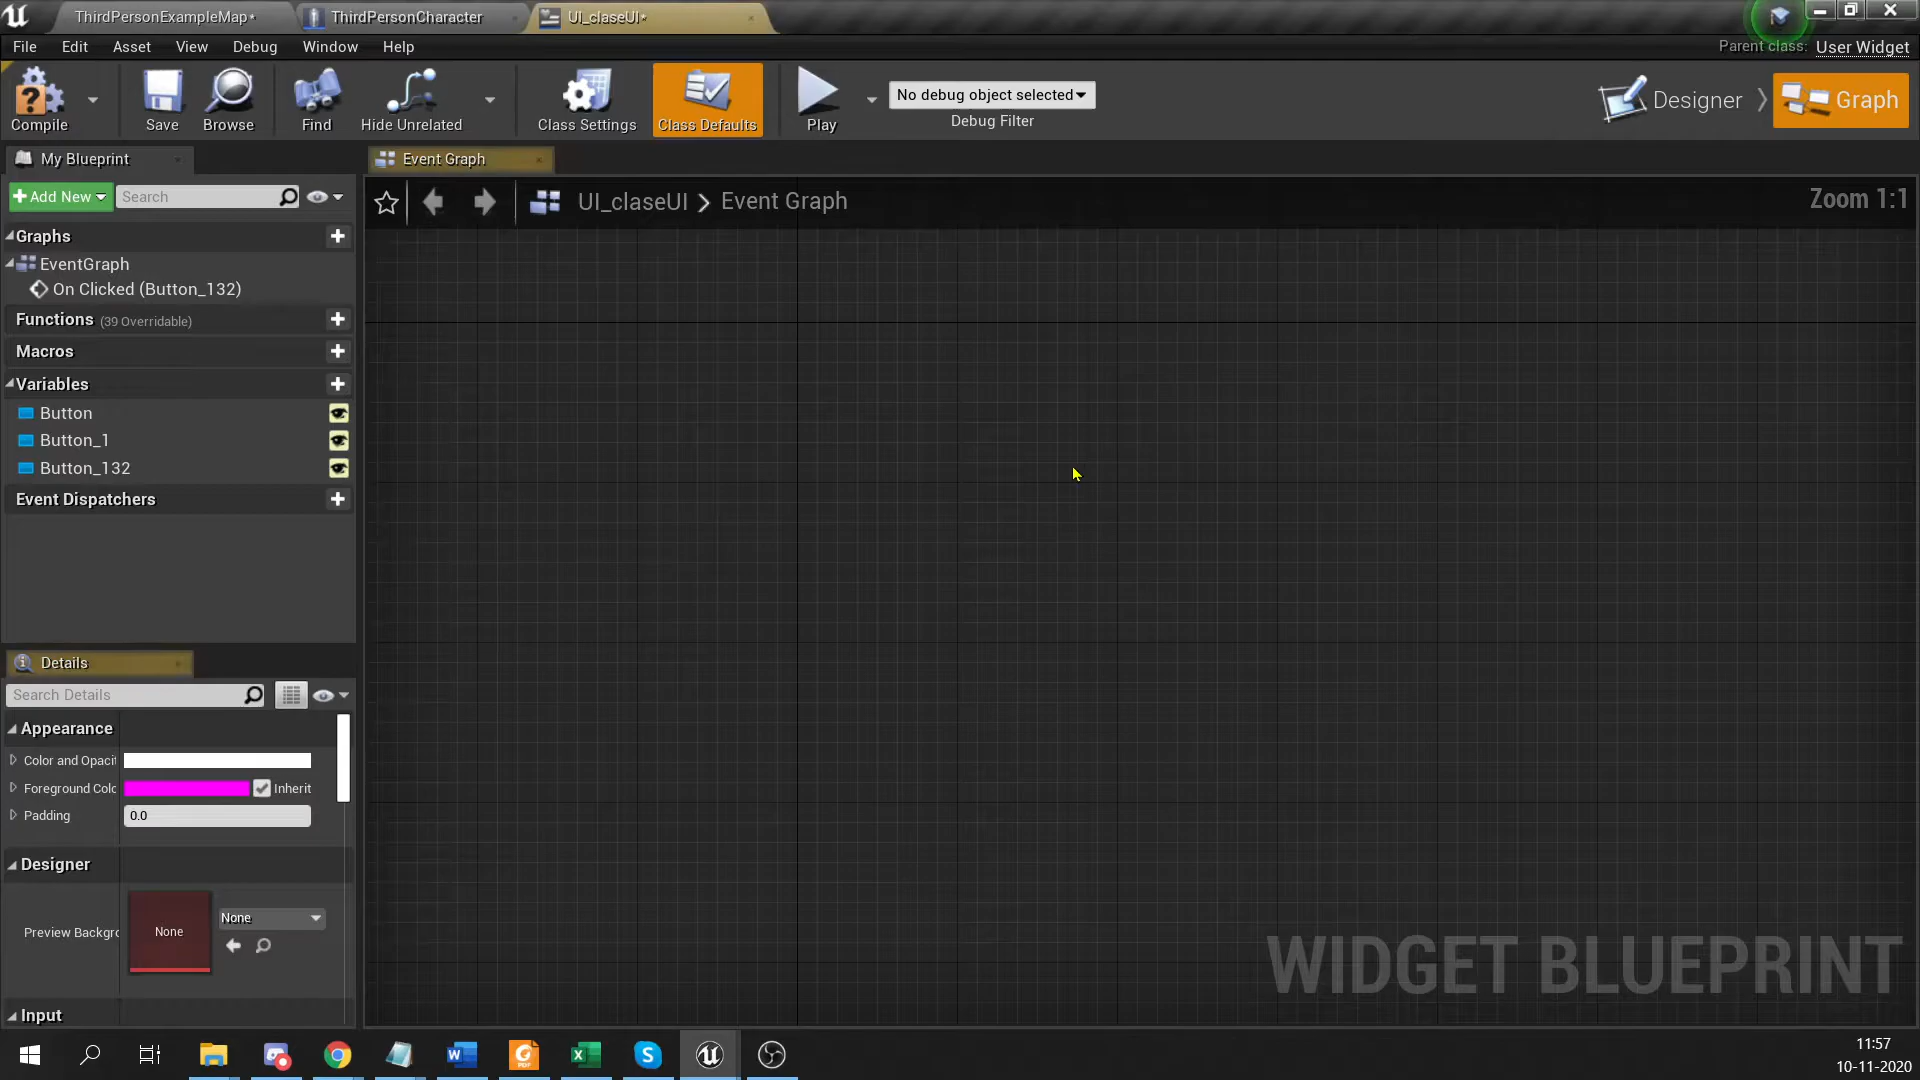 ThirdPersonExampleMap*
ThirdPersonCharacter
UI_claseUI*
File Edit Asset View Debug Window Help
Parent class: User Widget
Compile
Save
Browse
Find
Hide Unrelated
Class Settings
Class Defaults
Play
No debug object selected
Debug Filter
Designer
Graph
My Blueprint
Event Graph
Add New
Search
UI_claseUI > Event Graph
Zoom 1:1
Graphs
EventGraph
On Clicked (Button_132)
Functions (39 Overridable)
Macros
Variables
Button
Button_1
Button_132
Event Dispatchers
Details
Search Details
Appearance
Color and Opacit
Foreground Colo
Inherit
Padding
0.0
Designer
Preview Backgro
None
None
Input
WIDGET BLUEPRINT
11:57
10-11-2020